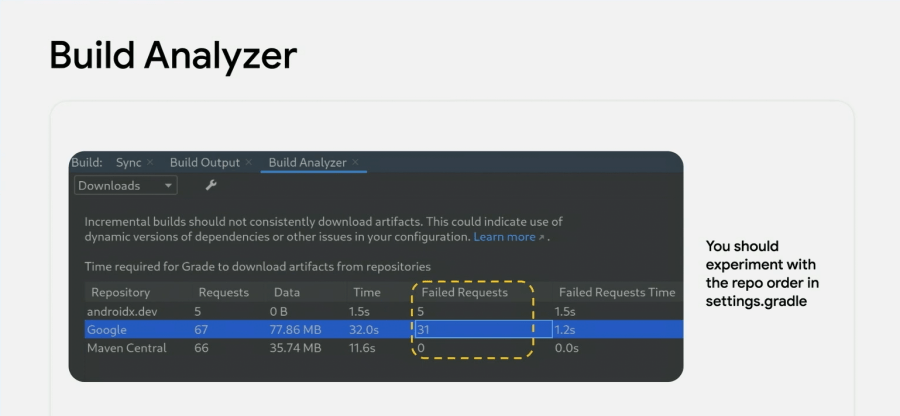 Build Analyzer
Build: Sync × Build Output × Build Analyzer ×
Downloads
Incremental builds should not consistently download artifacts. This could indicate use of
dynamic versions of dependencies or other issues in your configuration. Learn more ↗.
Time required for Grade to download artifacts from repositories
Repository Requests Data Time Failed Requests Failed Requests Time
androidx.dev 5 0 B 1.5s 5 1.5s
Google 67 77.86 MB 32.0s 31 1.2s
Maven Central 66 35.74 MB 11.6s 0 0.0s
You should
experiment with
the repo order in
settings.gradle